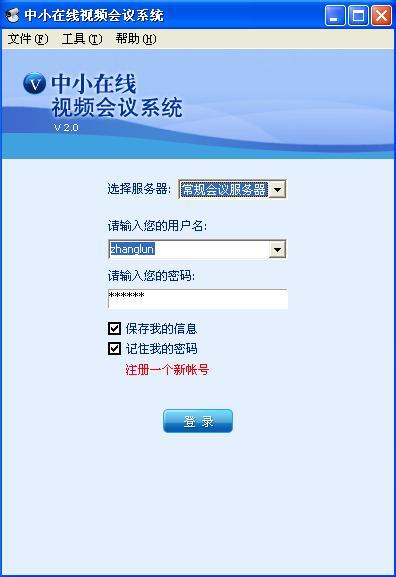 中小在线视频会议系统
文件(F) 工具(T) 帮助(H)
V 中小在线
视频会议系统
V 2.0
选择服务器: 常规会议服务器
请输入您的用户名:
zhanglun
请输入您的密码:
******
保存我的信息
记住我的密码
注册一个新帐号
登 录